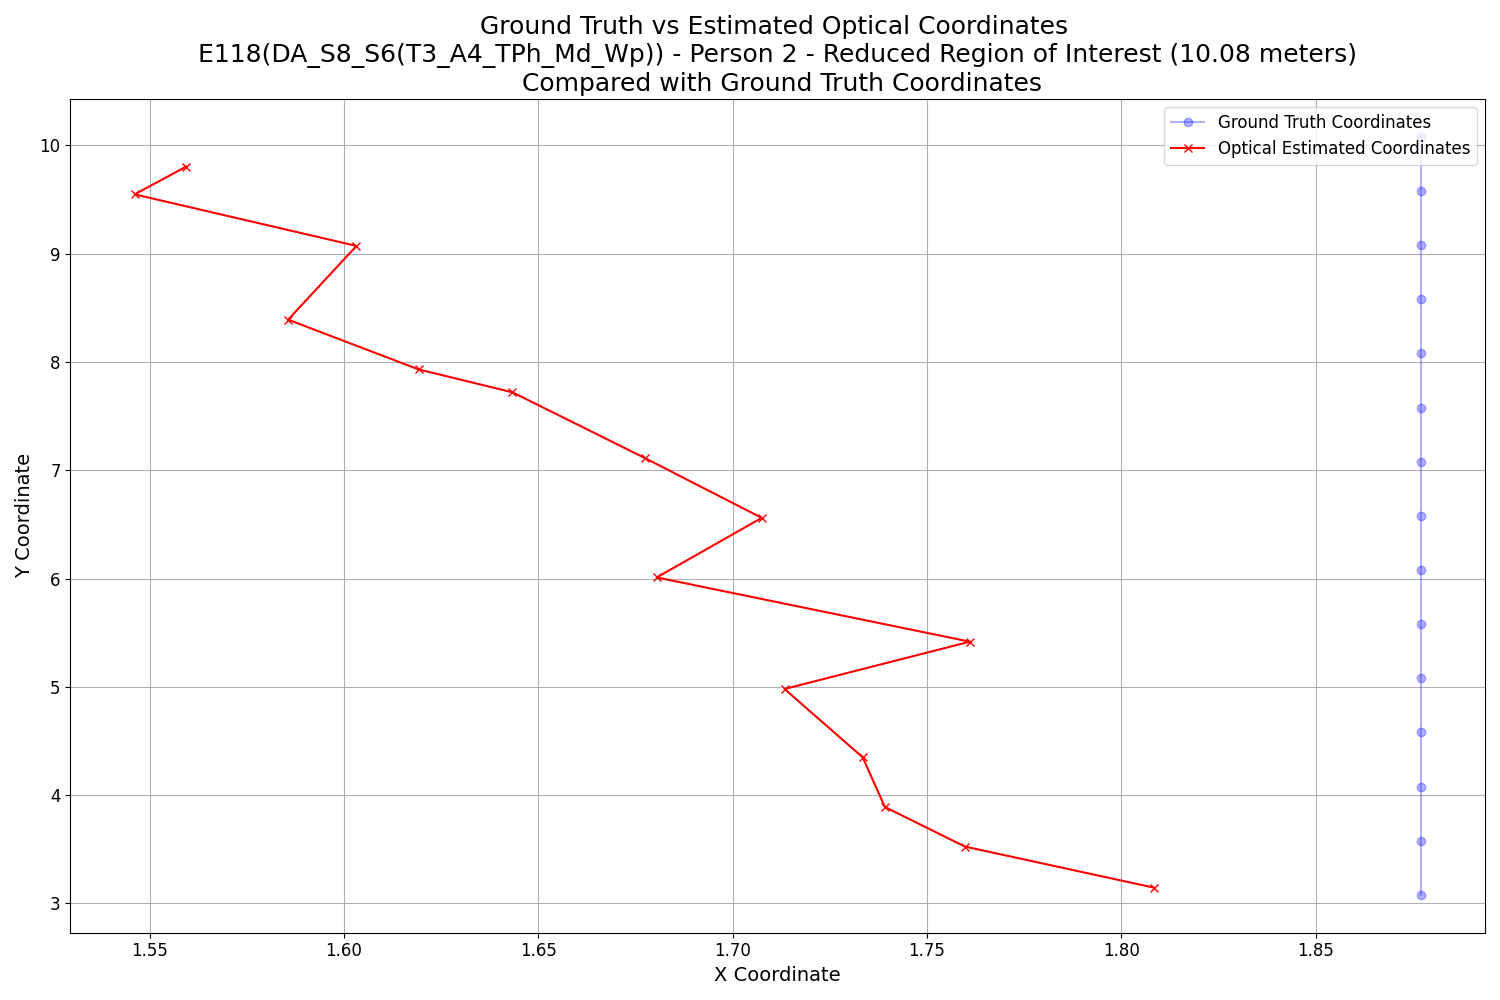 Ground Truth vs Estimated Optical Coordinates
E118(DA_S8_S6(T3_A4_TPh_Md_Wp)) - Person 2 - Reduced Region of Interest (10.08 meters)
Compared with Ground Truth Coordinates
Ground Truth Coordinates
Optical Estimated Coordinates
Y Coordinate
10
9
8
7
6
5
4
3
1.55
1.60
1.65
1.70
1.75
1.80
1.85
X Coordinate